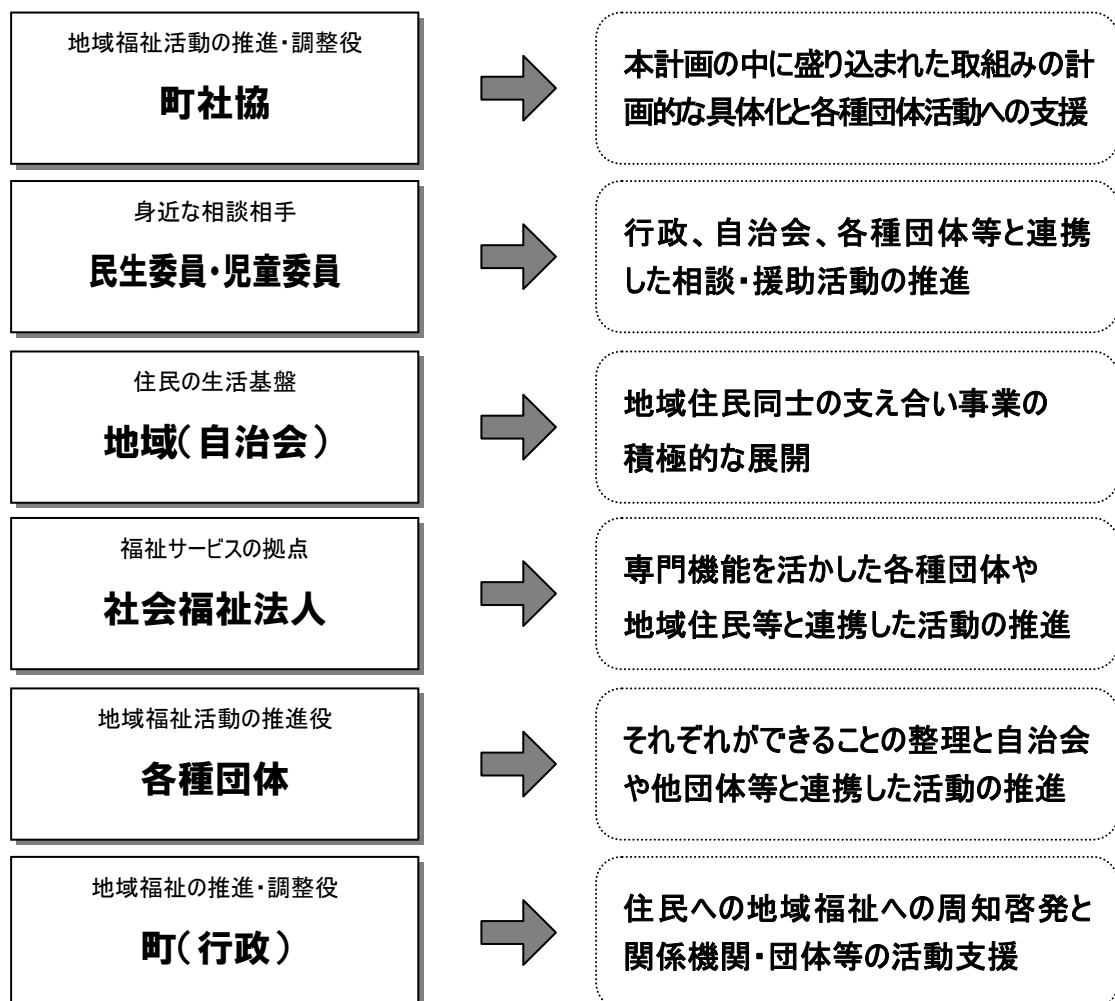 地域福祉活動の推進・調整役
町社協
本計画の中に盛り込まれた取組みの計
画的な具体化と各種団体活動への支援
身近な相談相手
民生委員・児童委員
行政、自治会、各種団体等と連携
した相談・援助活動の推進
住民の生活基盤
地域(自治会)
地域住民同士の支え合い事業の
積極的な展開
福祉サービスの拠点
社会福祉法人
専門機能を活かした各種団体や
地域住民等と連携した活動の推進
地域福祉活動の推進役
各種団体
それぞれができることの整理と自治会
や他団体等と連携した活動の推進
地域福祉の推進・調整役
町(行政)
住民への地域福祉への周知啓発と
関係機関・団体等の活動支援